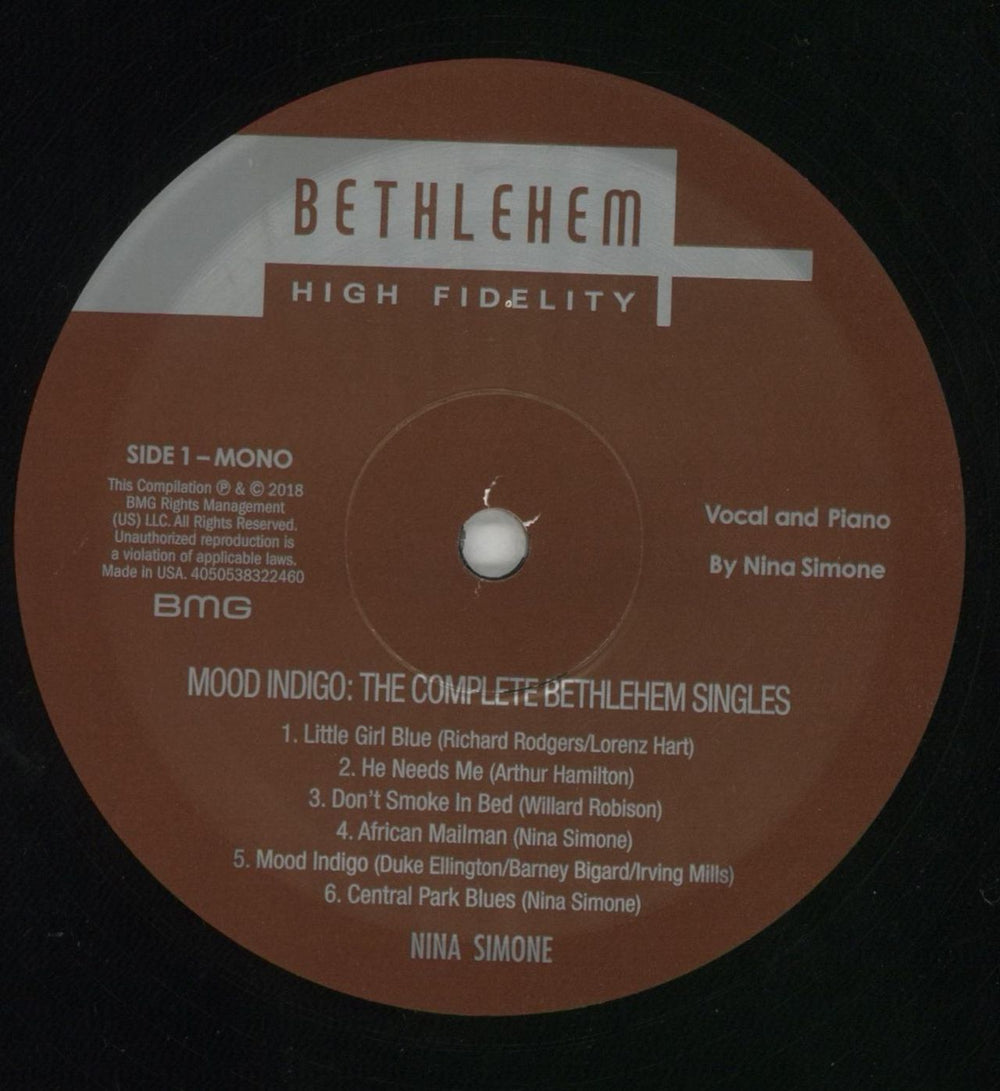 BETHLEHEM
HIGH FIDELITY
SIDE 1 – MONO
This Compilation ℗ & © 2018
BMG Rights Management
(US) LLC. All Rights Reserved.
Unauthorized reproduction is
a violation of applicable laws.
Made in USA. 4050538322460
BMG
Vocal and Piano
By Nina Simone
MOOD INDIGO: THE COMPLETE BETHLEHEM SINGLES
1. Little Girl Blue (Richard Rodgers/Lorenz Hart)
2. He Needs Me (Arthur Hamilton)
3. Don't Smoke In Bed (Willard Robison)
4. African Mailman (Nina Simone)
5. Mood Indigo (Duke Ellington/Barney Bigard/Irving Mills)
6. Central Park Blues (Nina Simone)
NINA SIMONE